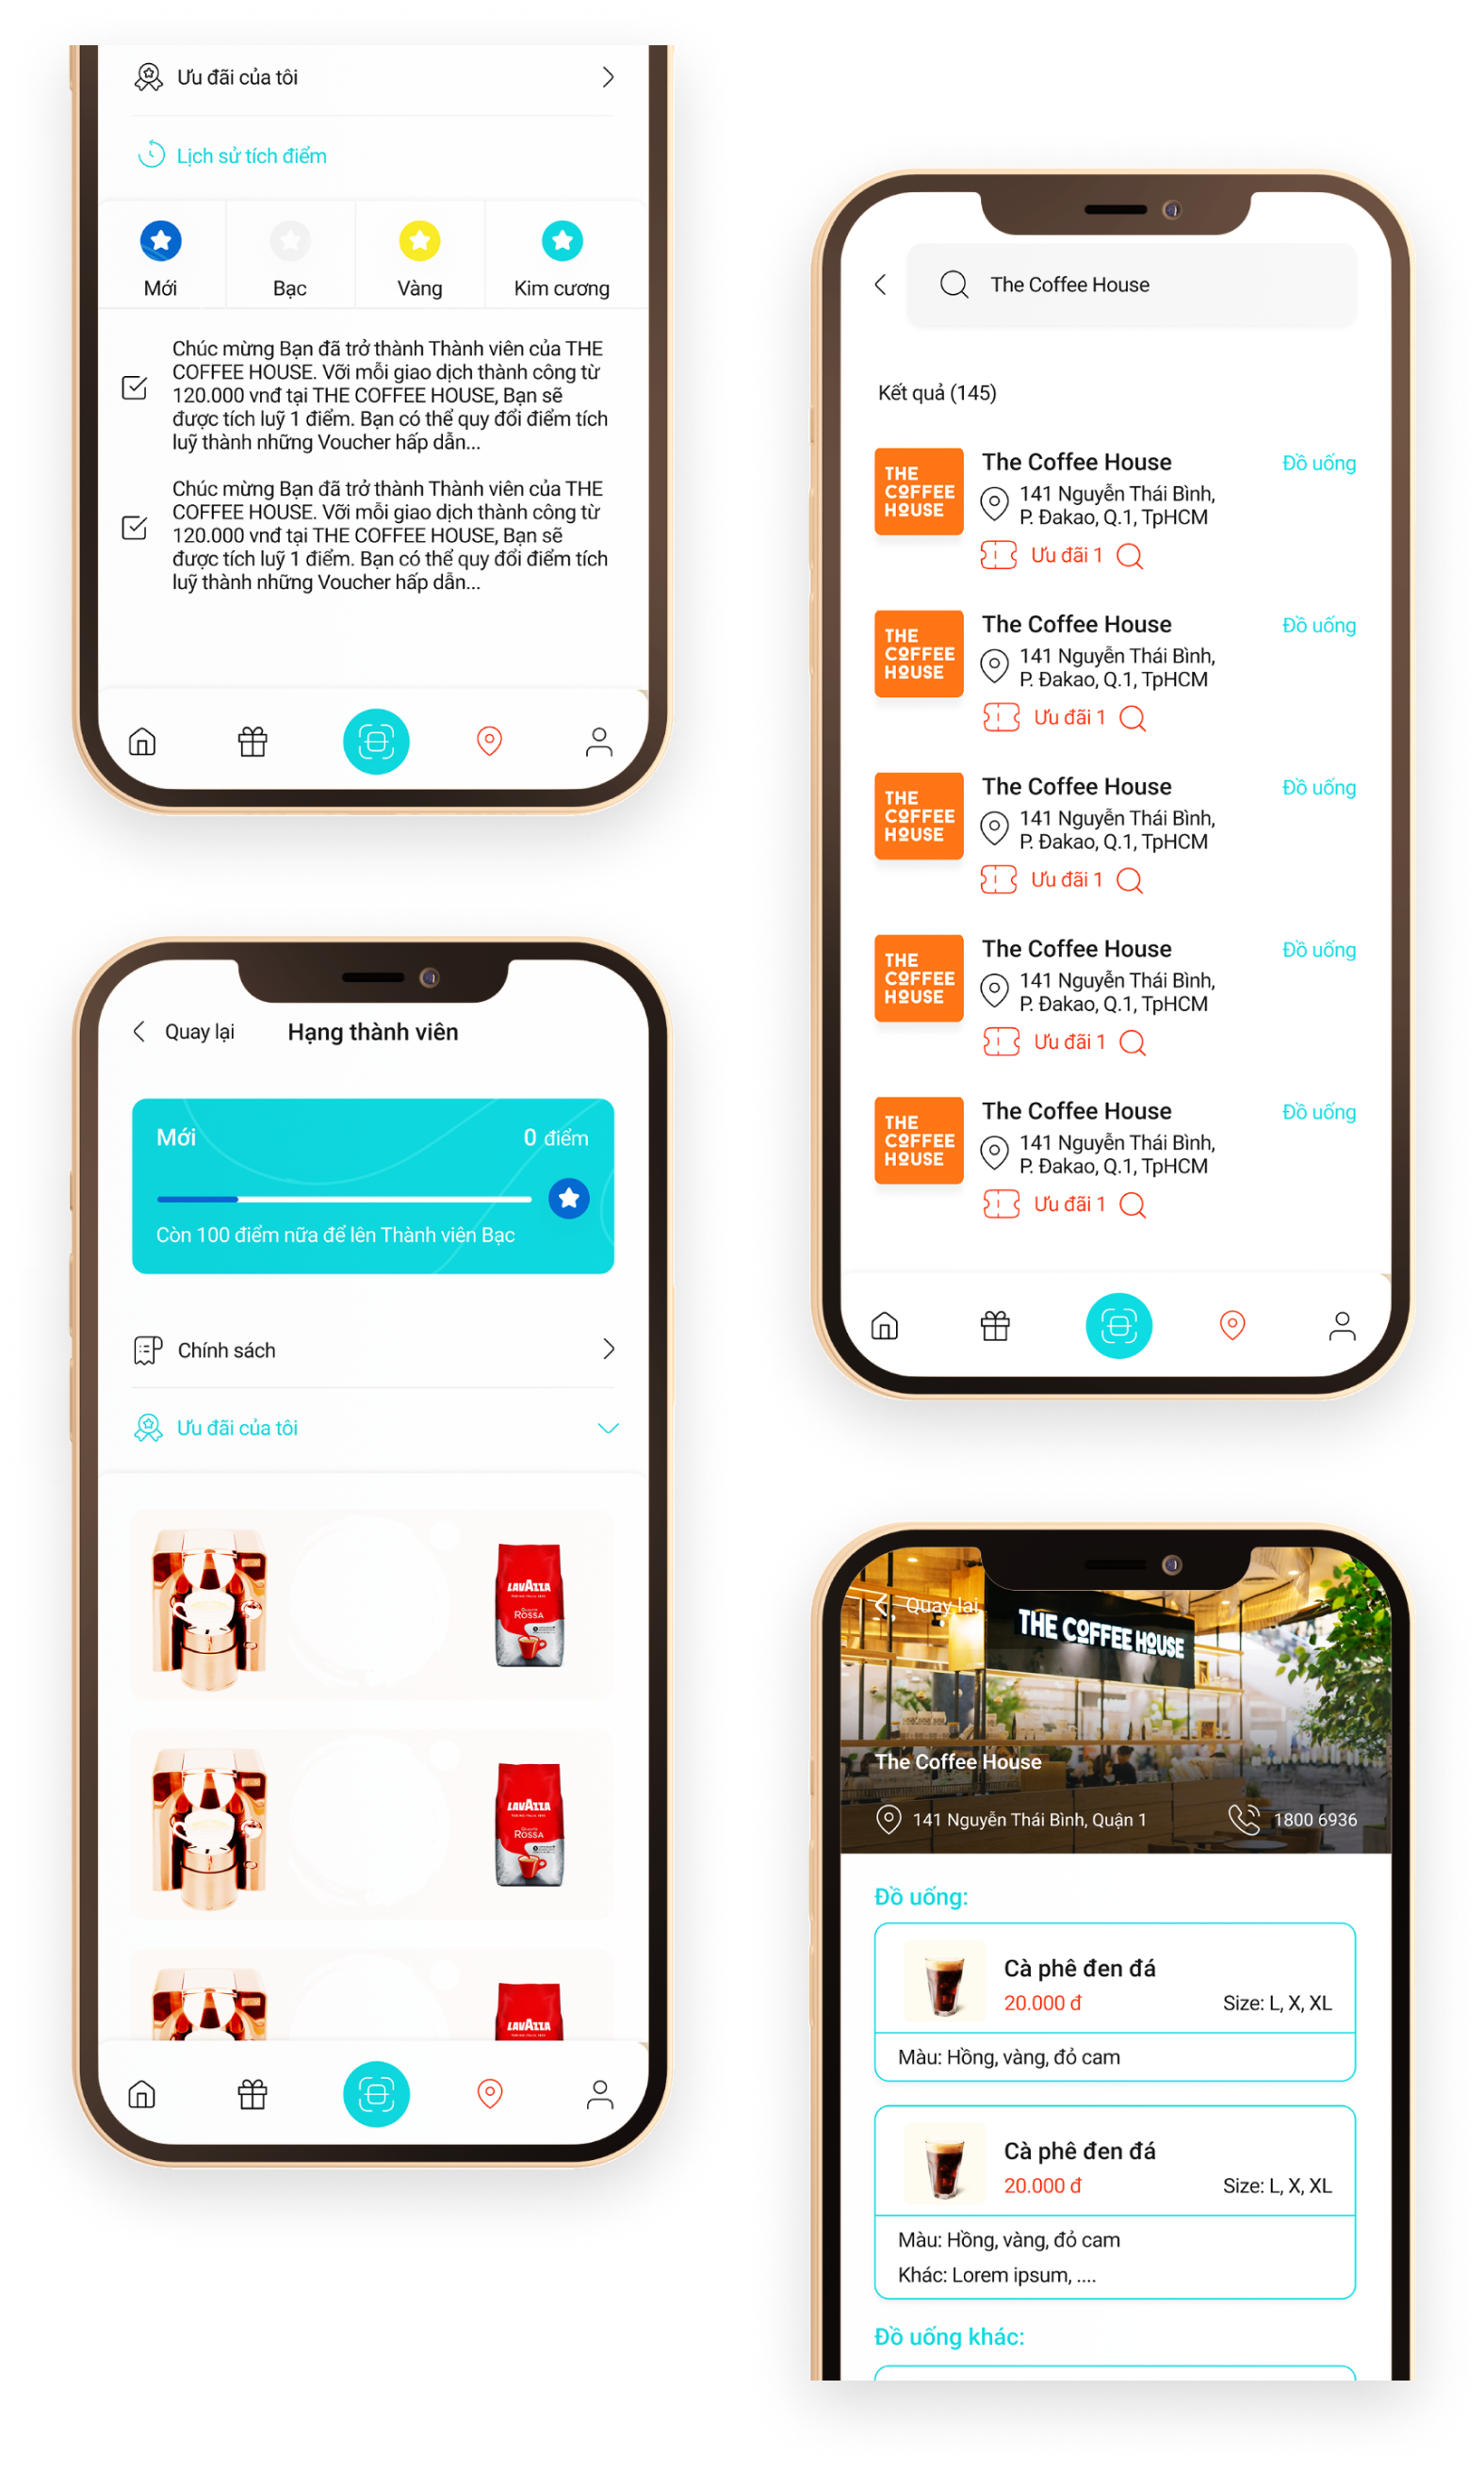 Ưu đãi của tôi
Lịch sử tích điểm
Mới
Bạc
Vàng
Kim cương
Chúc mừng Bạn đã trở thành Thành viên của THE
COFFEE HOUSE. Vỡi mỗi giao dịch thành công từ
120.000 vnđ tại THE COFFEE HOUSE, Bạn sẽ
được tích luỹ 1 điểm. Bạn có thể quy đổi điểm tích
luỹ thành những Voucher hấp dẫn...
Chúc mừng Bạn đã trở thành Thành viên của THE
COFFEE HOUSE. Vỡi mỗi giao dịch thành công từ
120.000 vnđ tại THE COFFEE HOUSE, Bạn sẽ
được tích luỹ 1 điểm. Bạn có thể quy đổi điểm tích
luỹ thành những Voucher hấp dẫn...
Quay lại
Hạng thành viên
Mới
0 điểm
Còn 100 điểm nữa để lên Thành viên Bạc
Chính sách
Ưu đãi của tôi
LAVAZZA
ROSSA
LAVAZZA
ROSSA
LAVAZZA
The Coffee House
Kết quả (145)
THE
COFFEE
HOUSE
The Coffee House
Đồ uống
141 Nguyễn Thái Bình,
P. Đakao, Q.1, TpHCM
Ưu đãi 1
THE
COFFEE
HOUSE
The Coffee House
Đồ uống
141 Nguyễn Thái Bình,
P. Đakao, Q.1, TpHCM
Ưu đãi 1
THE
COFFEE
HOUSE
The Coffee House
Đồ uống
141 Nguyễn Thái Bình,
P. Đakao, Q.1, TpHCM
Ưu đãi 1
THE
COFFEE
HOUSE
The Coffee House
Đồ uống
141 Nguyễn Thái Bình,
P. Đakao, Q.1, TpHCM
Ưu đãi 1
THE
COFFEE
HOUSE
The Coffee House
Đồ uống
141 Nguyễn Thái Bình,
P. Đakao, Q.1, TpHCM
Ưu đãi 1
Quay lại
THE COFFEE HOUSE
The Coffee House
141 Nguyễn Thái Bình, Quận 1
1800 6936
Đồ uống:
Cà phê đen đá
20.000 đ
Size: L, X, XL
Màu: Hồng, vàng, đỏ cam
Cà phê đen đá
20.000 đ
Size: L, X, XL
Màu: Hồng, vàng, đỏ cam
Khác: Lorem ipsum, ....
Đồ uống khác: